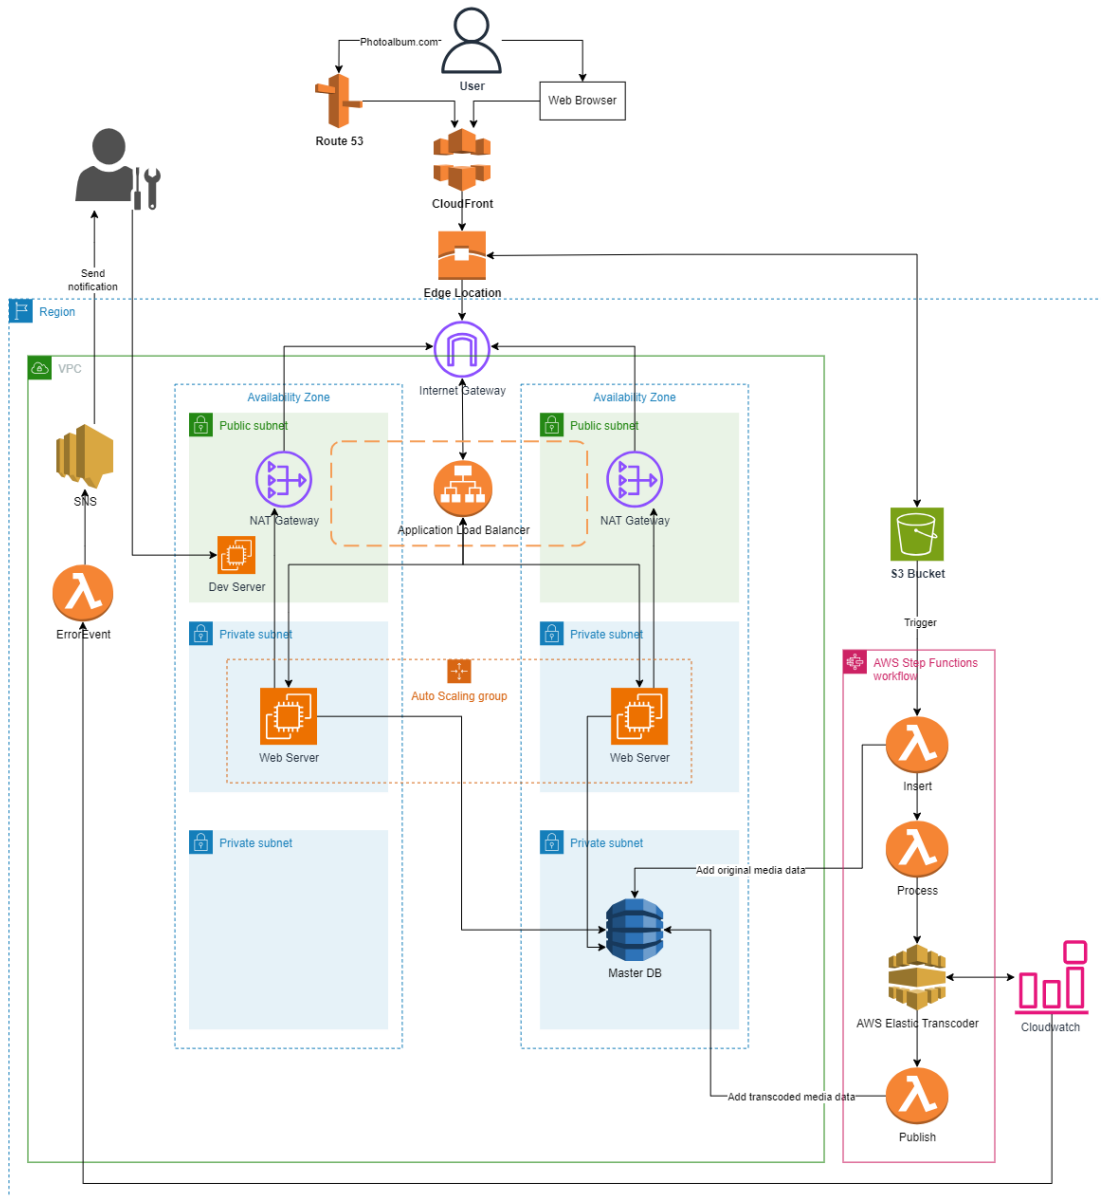 Photoalbum.com
User
Web Browser
Route 53
CloudFront
Send
notification
Edge Location
Region
VPC
Internet Gateway
Availability Zone
Availability Zone
Public subnet
Public subnet
SNS
NAT Gateway
Application Load Balancer
NAT Gateway
Dev Server
S3 Bucket
ErrorEvent
Trigger
Private subnet
Private subnet
AWS Step Functions
workflow
Auto Scaling group
Web Server
Web Server
Insert
Private subnet
Private subnet
Add original media data
Process
Master DB
AWS Elastic Transcoder
Cloudwatch
Add transcoded media data
Publish